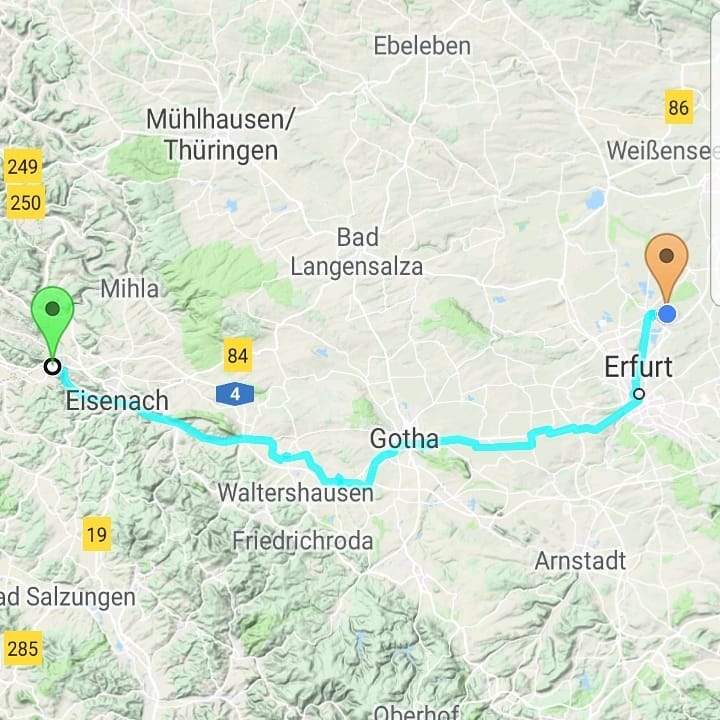 Ebeleben
86
Mühlhausen/
Thüringen
Weißensee
249
250
Bad
Langensalza
Mihla
84
Erfurt
4
Eisenach
Gotha
Waltershausen
19
Friedrichroda
Arnstadt
ad Salzungen
285
Oberhof